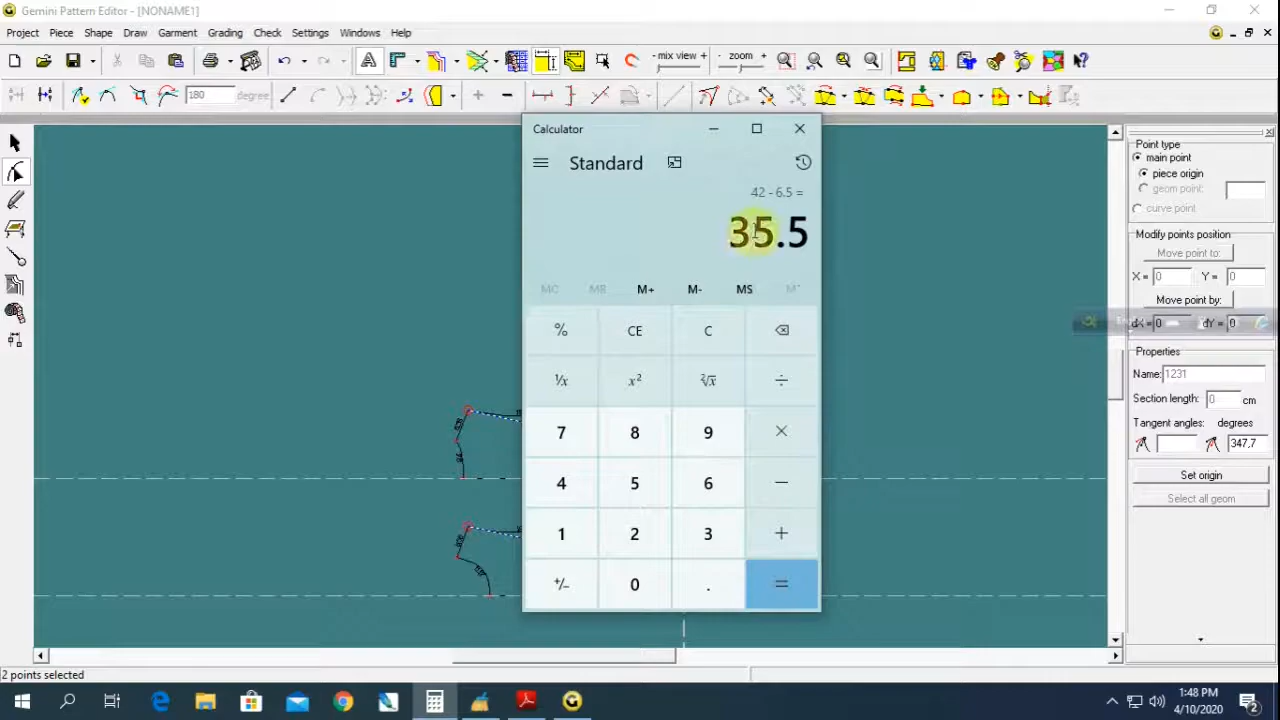 Gemini Pattern Editor - [NONAME1]
Project Piece Shape Draw Garment Grading Check Settings Windows Help
- mix view + - zoom +
180 degree
Calculator
Standard
42 - 6.5 =
35.5
MC MR M+ M- MS M˅
% CE C
¹/x x² ²√x ÷
7 8 9 ×
4 5 6 −
1 2 3 +
+/− 0 . =
Point type
main point
piece origin
geom point:
curve point
Modify points position
Move point to:
X = 0 Y = 0
Move point by:
dX = 0 dY = 0
Properties
Name: 1231
Section length: 0 cm
Tangent angles: degrees
347,7
Set origin
Select all geom
2 points selected
1:48 PM
4/10/2020
2